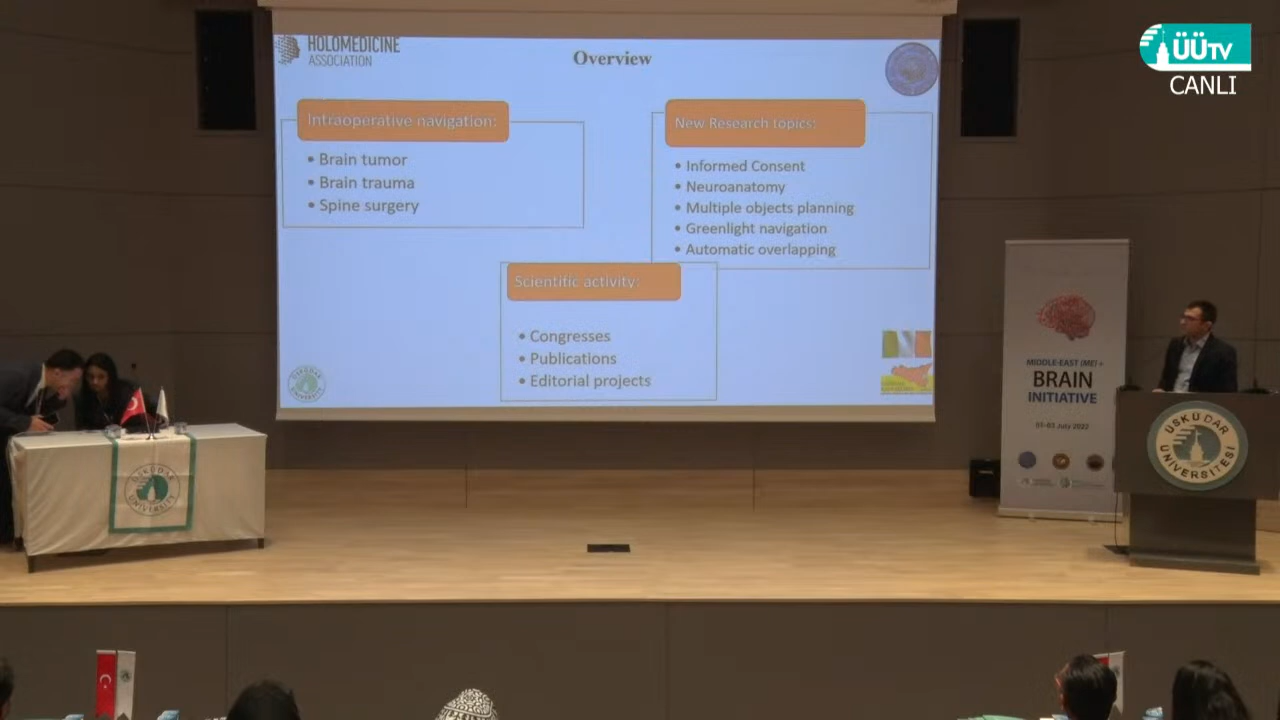 HOLOMEDICINE
ASSOCIATION
Overview
ÜÜTV
CANLI
Intraoperative navigation:
• Brain tumor
• Brain trauma
• Spine surgery
New Research topics:
• Informed Consent
• Neuroanatomy
• Multiple objects planning
• Greenlight navigation
• Automatic overlapping
Scientific activity:
• Congresses
• Publications
• Editorial projects
MIDDLE-EAST (ME) +
BRAIN
INITIATIVE
01-03 July 2022
ÜSKÜDAR
ÜNİVERSİTESİ
ÜSKÜDAR
UNIVERSITY